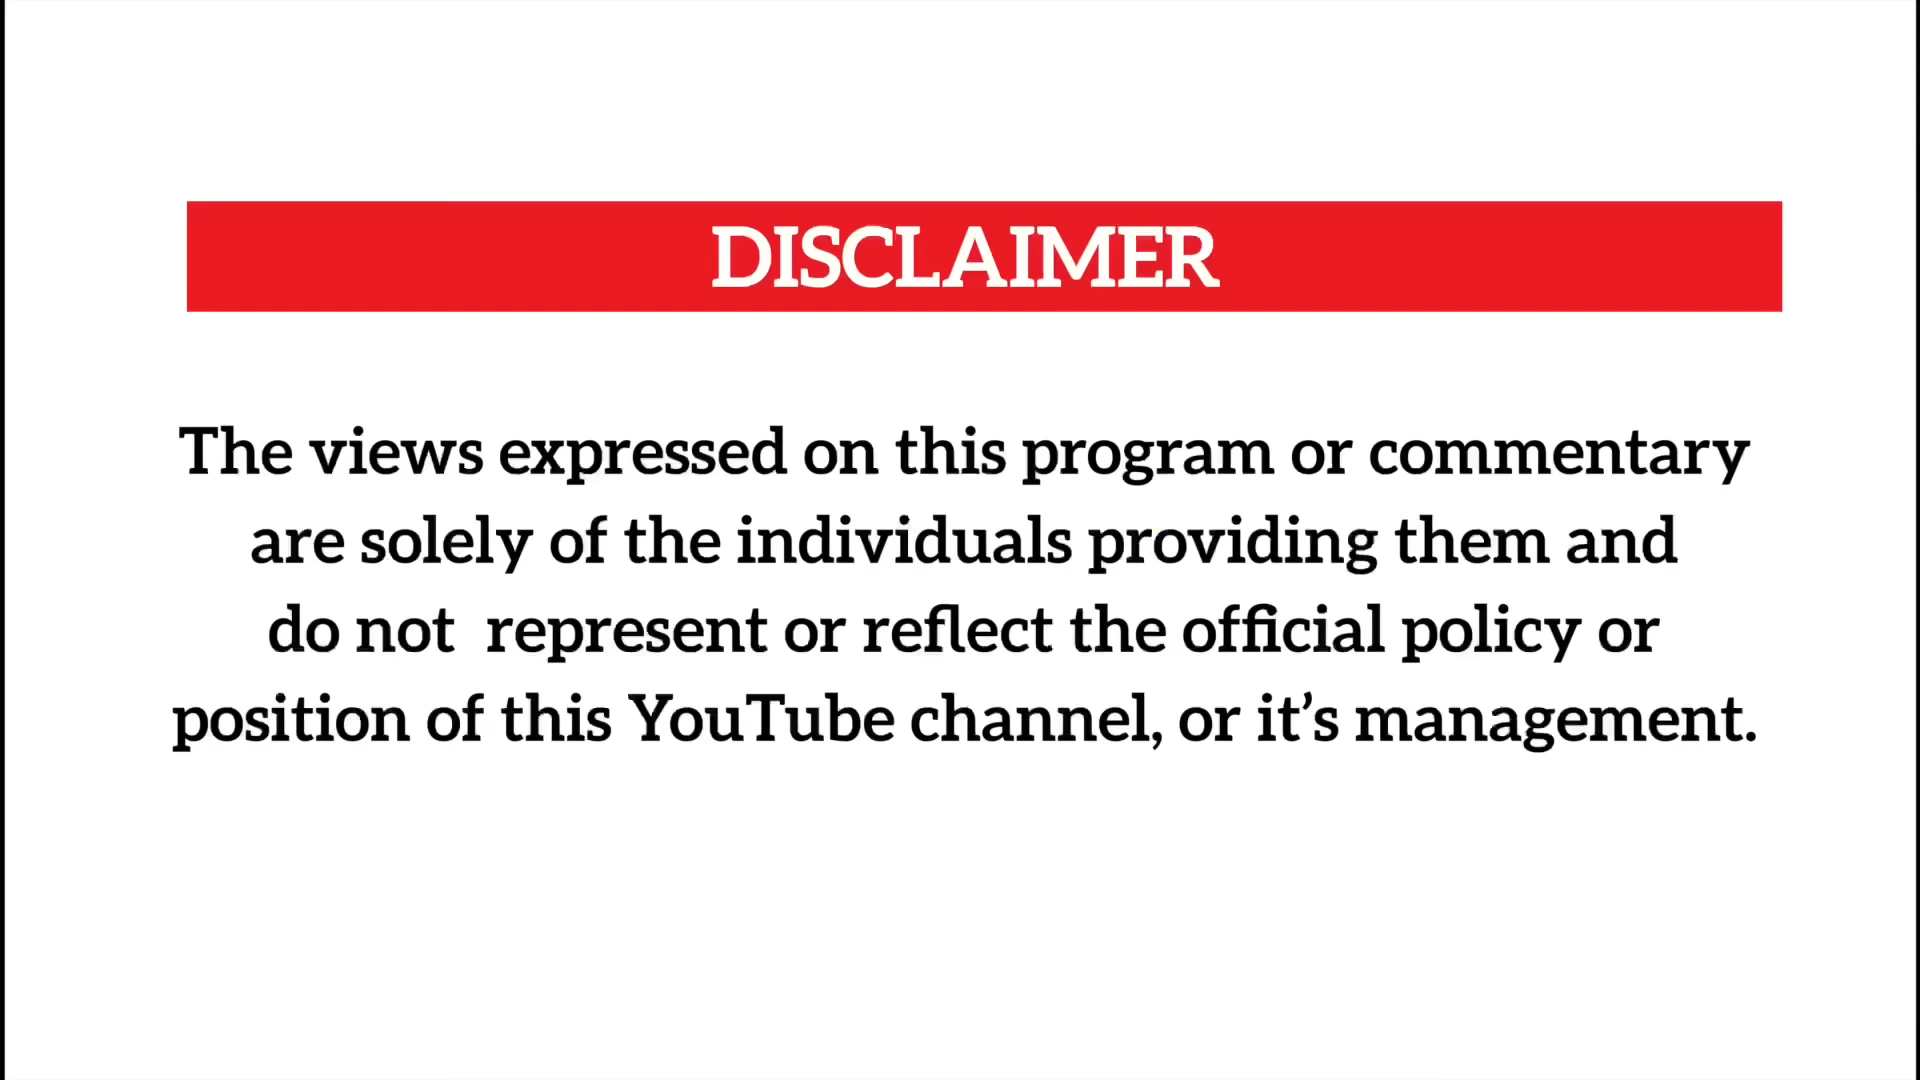 DISCLAIMER
The views expressed on this program or commentary
are solely of the individuals providing them and
do not  represent or reflect the official policy or
position of this YouTube channel, or it’s management.